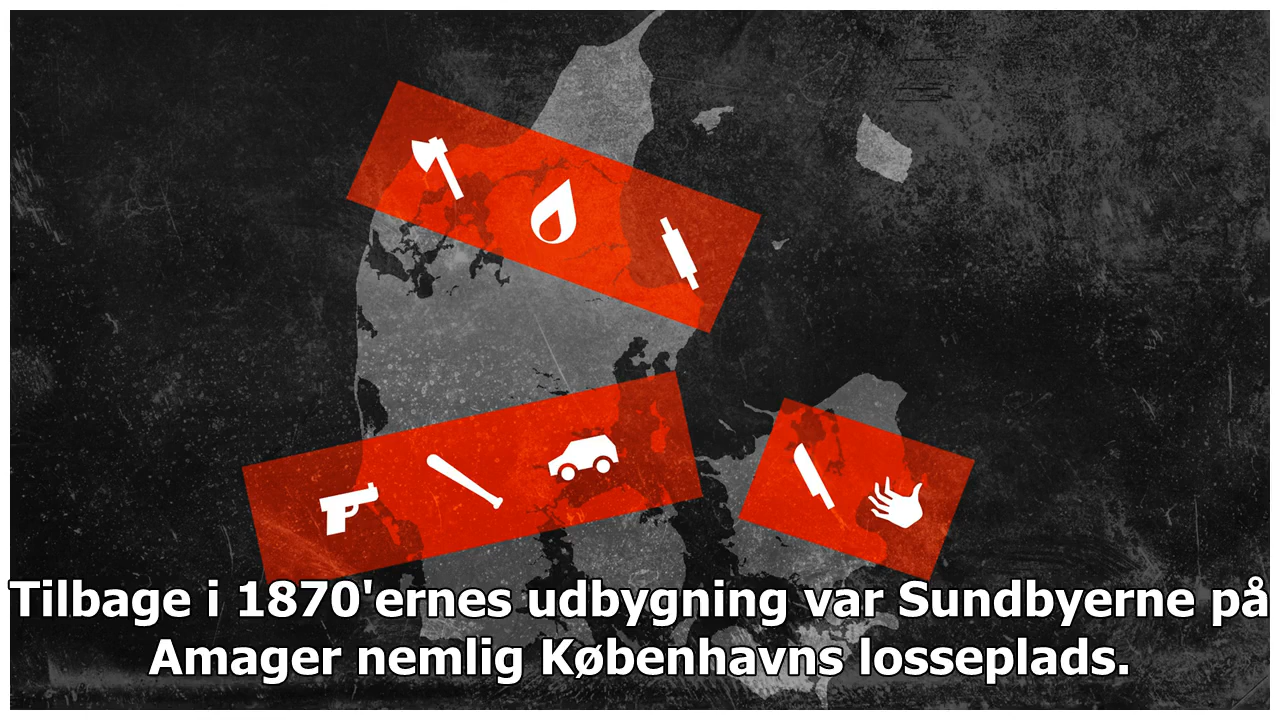 Tilbage i 1870'ernes udbygning var Sundbyerne på
Amager nemlig Københavns losseplads.